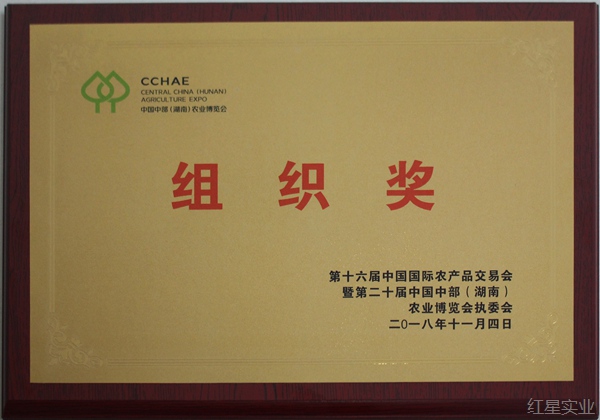 CCHAE
CENTRAL CHINA (HUNAN)
AGRICULTURE EXPO
中国中部（湖南）农业博览会
组 织 奖
第十六届中国国际农产品交易会
暨第二十届中国中部（湖南）
农业博览会执委会
二〇一八年十一月四日
红星实业